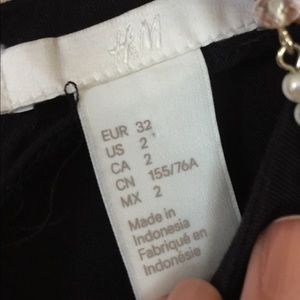 H&M
EUR 32
US 2
CA 2
CN 155/76A
MX 2
Made in
Indonesia
Fabriqué en
Indonésie